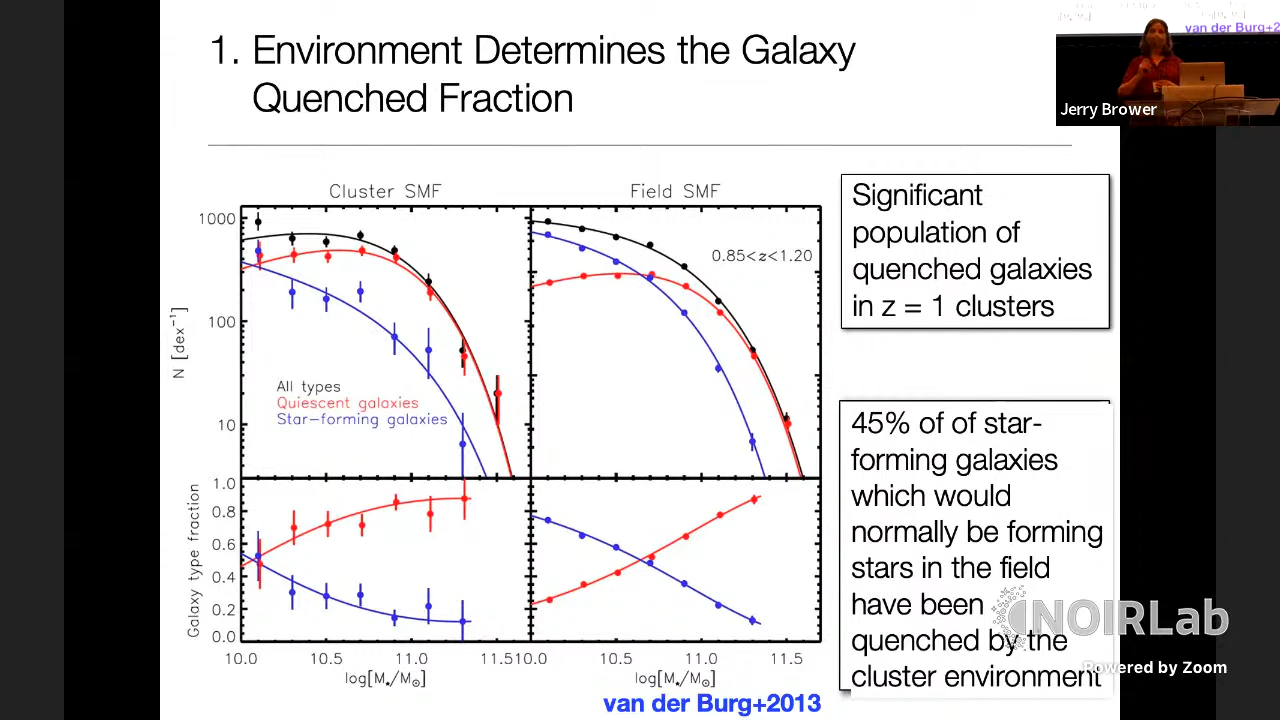 1. Environment Determines the Galaxy
Quenched Fraction
van der Burg+2
Jerry Brower
Cluster SMF
Field SMF
1000
100
10
N [dex⁻¹]
All types
Quiescent galaxies
Star-forming galaxies
0.85<z<1.20
1.0
0.8
0.6
0.4
0.2
0.0
Galaxy type fraction
10.0 10.5 11.0 11.510.0 10.5 11.0 11.5
log[M⋆/M☉] log[M⋆/M☉]
van der Burg+2013
Significant
population of
quenched galaxies
in z = 1 clusters
45% of of star-
forming galaxies
which would
normally be forming
stars in the field
have been
quenched by the
cluster environment
NOIRLab
Powered by Zoom